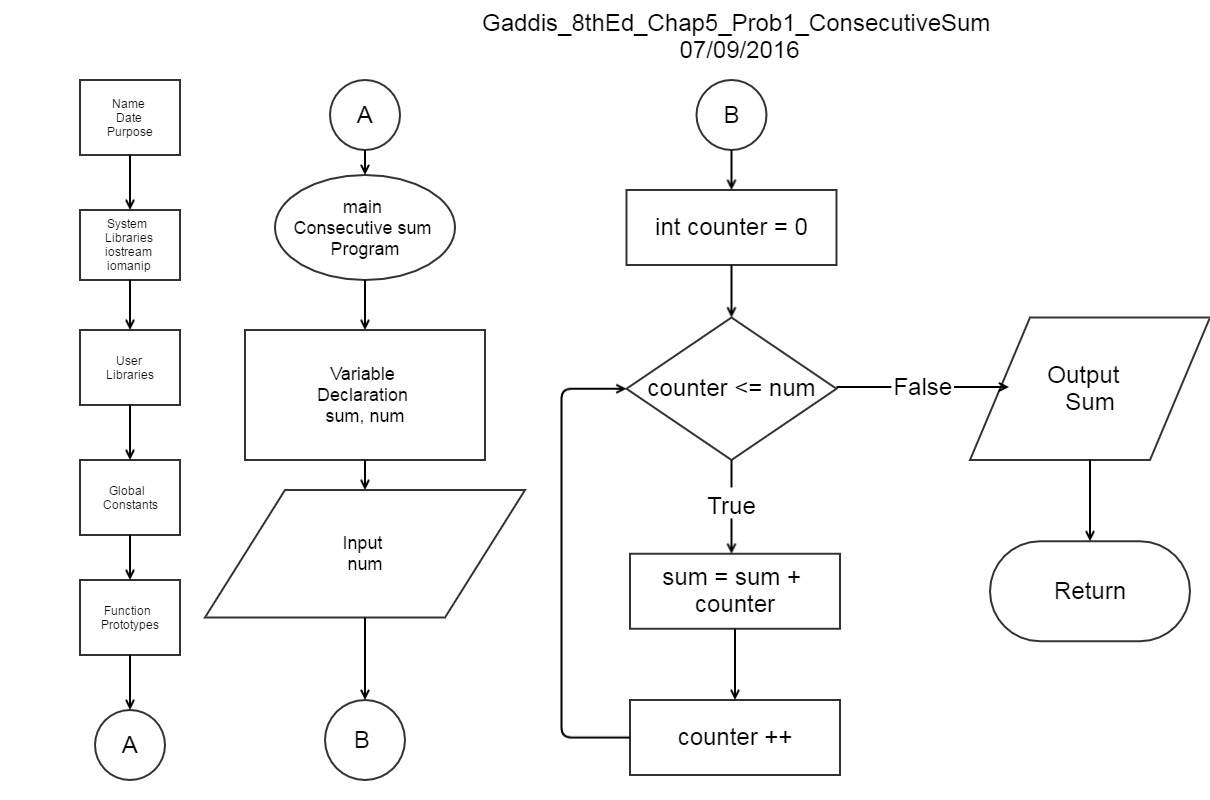 Gaddis_8thEd_Chap5_Prob1_ConsecutiveSum
07/09/2016
Name
Date
Purpose
System
Libraries
iostream
iomanip
User
Libraries
Global
Constants
Function
Prototypes
A
A
main
Consecutive sum
Program
Variable
Declaration
sum, num
Input
num
B
B
int counter = 0
counter <= num
False
True
sum = sum +
counter
counter ++
Output
Sum
Return